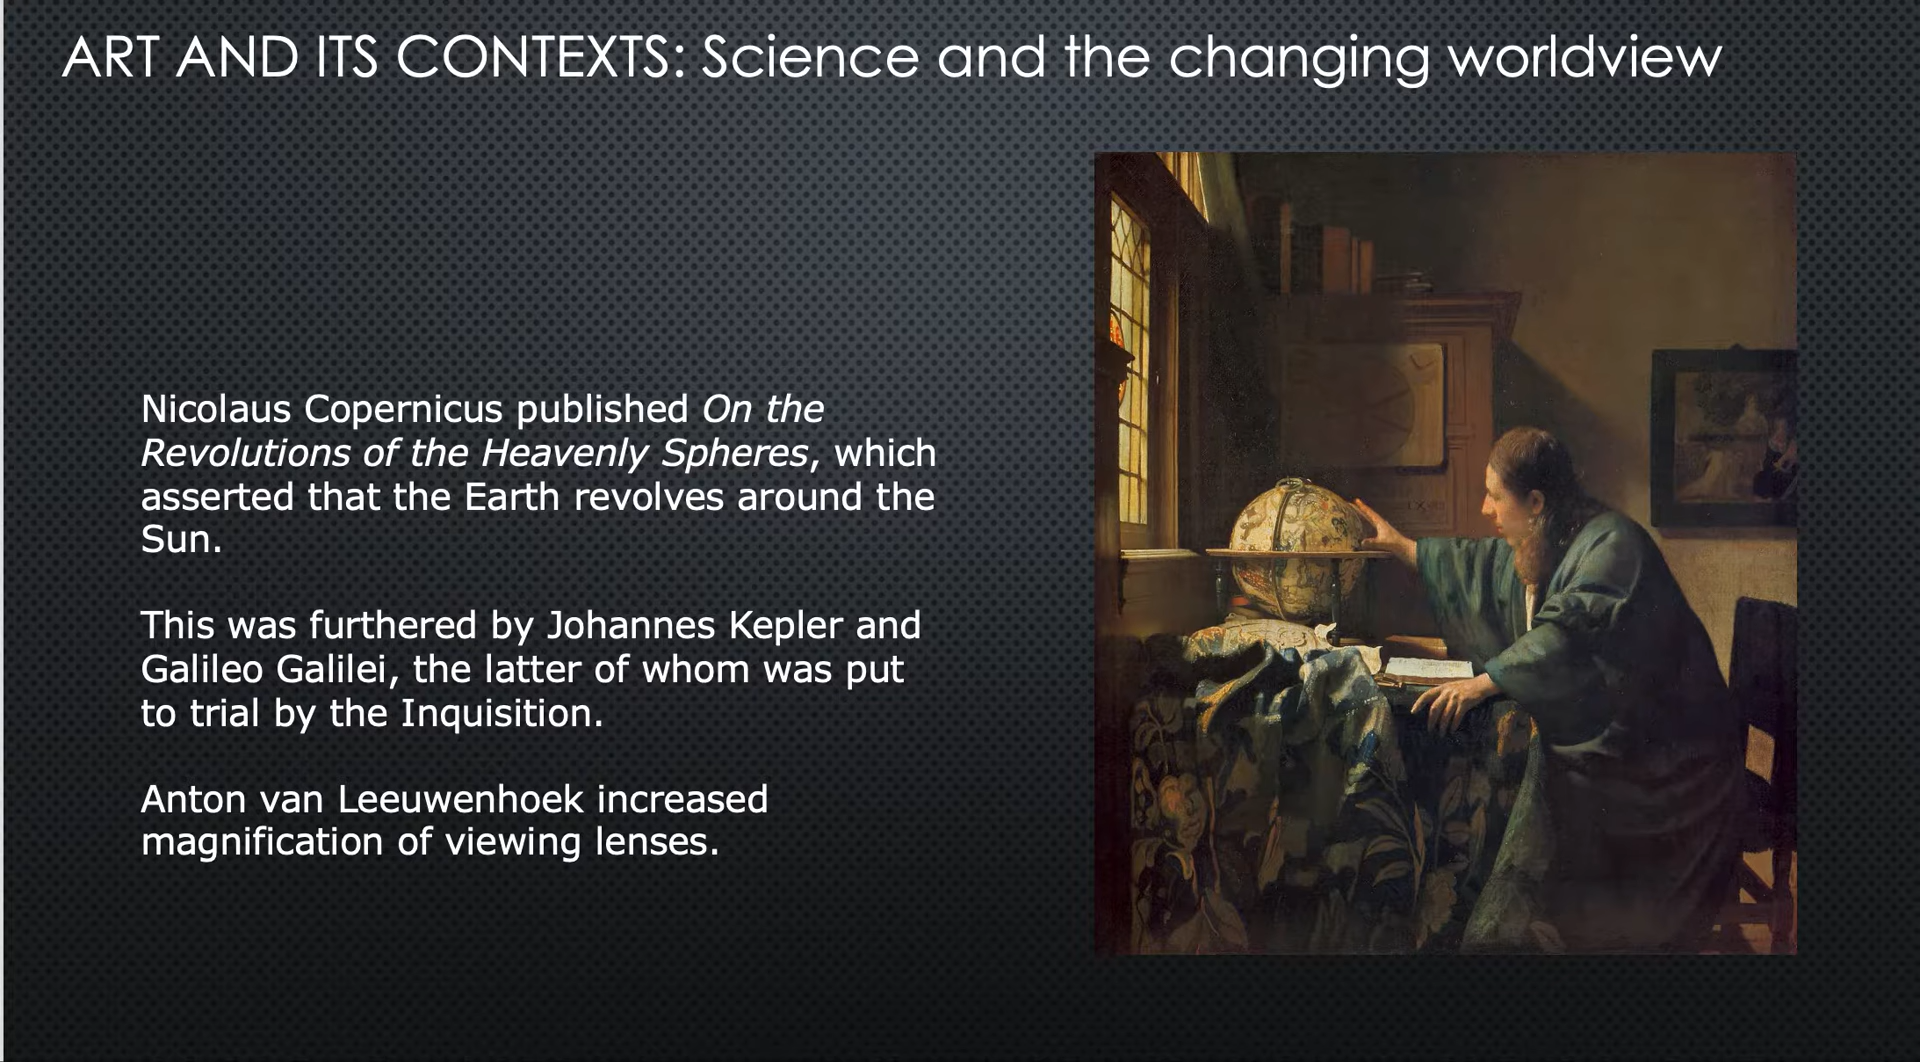 ART AND ITS CONTEXTS: Science and the changing worldview
Nicolaus Copernicus published On the
Revolutions of the Heavenly Spheres, which
asserted that the Earth revolves around the
Sun.
This was furthered by Johannes Kepler and
Galileo Galilei, the latter of whom was put
to trial by the Inquisition.
Anton van Leeuwenhoek increased
magnification of viewing lenses.